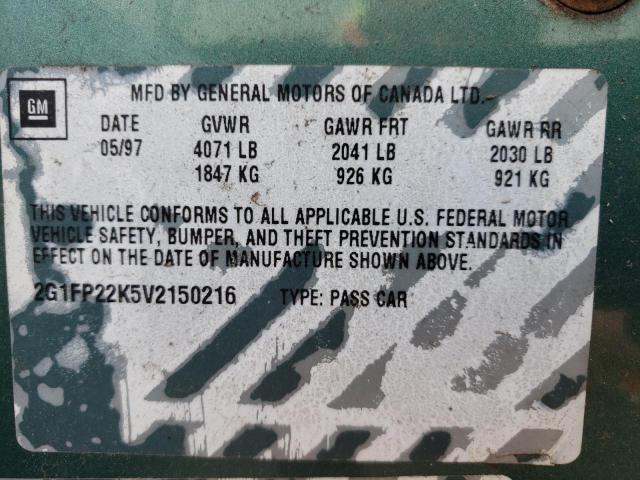 GM
MFD BY GENERAL MOTORS OF CANADA LTD.
DATE GVWR GAWR FRT GAWR RR
05/97 4071 LB 2041 LB 2030 LB
1847 KG 926 KG 921 KG
THIS VEHICLE CONFORMS TO ALL APPLICABLE U.S. FEDERAL MOTOR
VEHICLE SAFETY, BUMPER, AND THEFT PREVENTION STANDARDS IN
EFFECT ON THE DATE OF MANUFACTURE SHOWN ABOVE.
2G1FP22K5V2150216 TYPE: PASS CAR